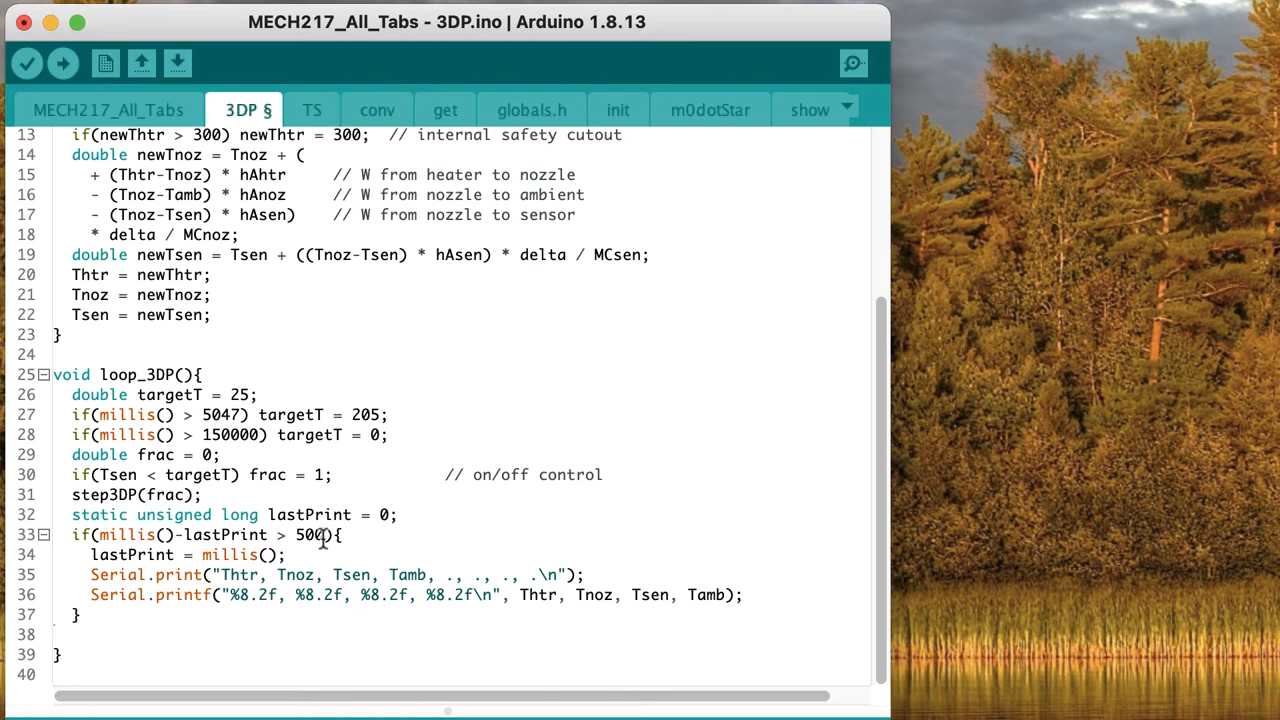 MECH217_All_Tabs - 3DP.ino | Arduino 1.8.13
MECH217_All_Tabs 3DP § TS conv get globals.h init m0dotStar show
13 if(newThtr > 300) newThtr = 300; // internal safety cutout
14 double newTnoz = Tnoz + (
15 + (Thtr-Tnoz) * hAhtr // W from heater to nozzle
16 - (Tnoz-Tamb) * hAnoz // W from nozzle to ambient
17 - (Tnoz-Tsen) * hAsen) // W from nozzle to sensor
18 * delta / MCnoz;
19 double newTsen = Tsen + ((Tnoz-Tsen) * hAsen) * delta / MCsen;
20 Thtr = newThtr;
21 Tnoz = newTnoz;
22 Tsen = newTsen;
23 }
24
25 void loop_3DP(){
26 double targetT = 25;
27 if(millis() > 5047) targetT = 205;
28 if(millis() > 150000) targetT = 0;
29 double frac = 0;
30 if(Tsen < targetT) frac = 1; // on/off control
31 step3DP(frac);
32 static unsigned long lastPrint = 0;
33 if(millis()-lastPrint > 500){
34 lastPrint = millis();
35 Serial.print("Thtr, Tnoz, Tsen, Tamb, ., ., ., .\n");
36 Serial.printf("%8.2f, %8.2f, %8.2f, %8.2f\n", Thtr, Tnoz, Tsen, Tamb);
37 }
38
39 }
40